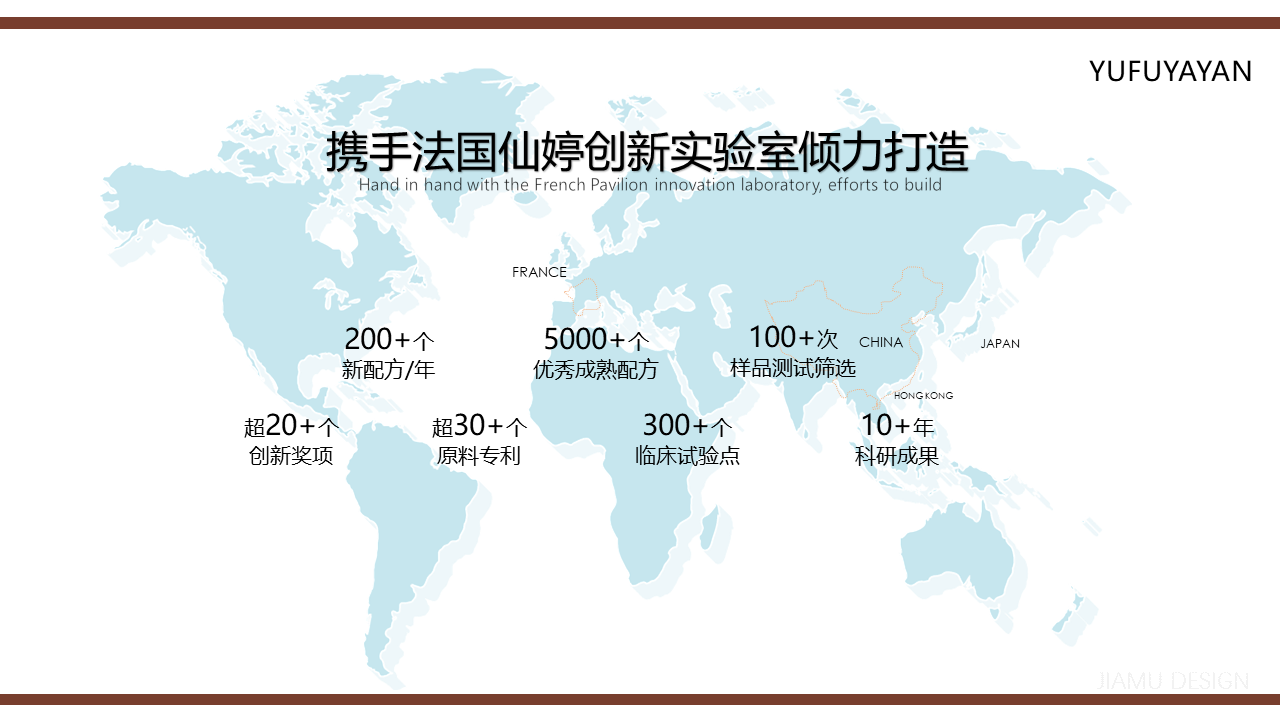 YUFUYAYAN
携手法国仙婷创新实验室倾力打造
Hand in hand with the French Pavilion innovation laboratory, efforts to build
FRANCE
200+个
新配方/年
5000+个
优秀成熟配方
100+次
样品测试筛选
CHINA
JAPAN
HONG KONG
超20+个
创新奖项
超30+个
原料专利
300+个
临床试验点
10+年
科研成果
JIAMU DESIGN